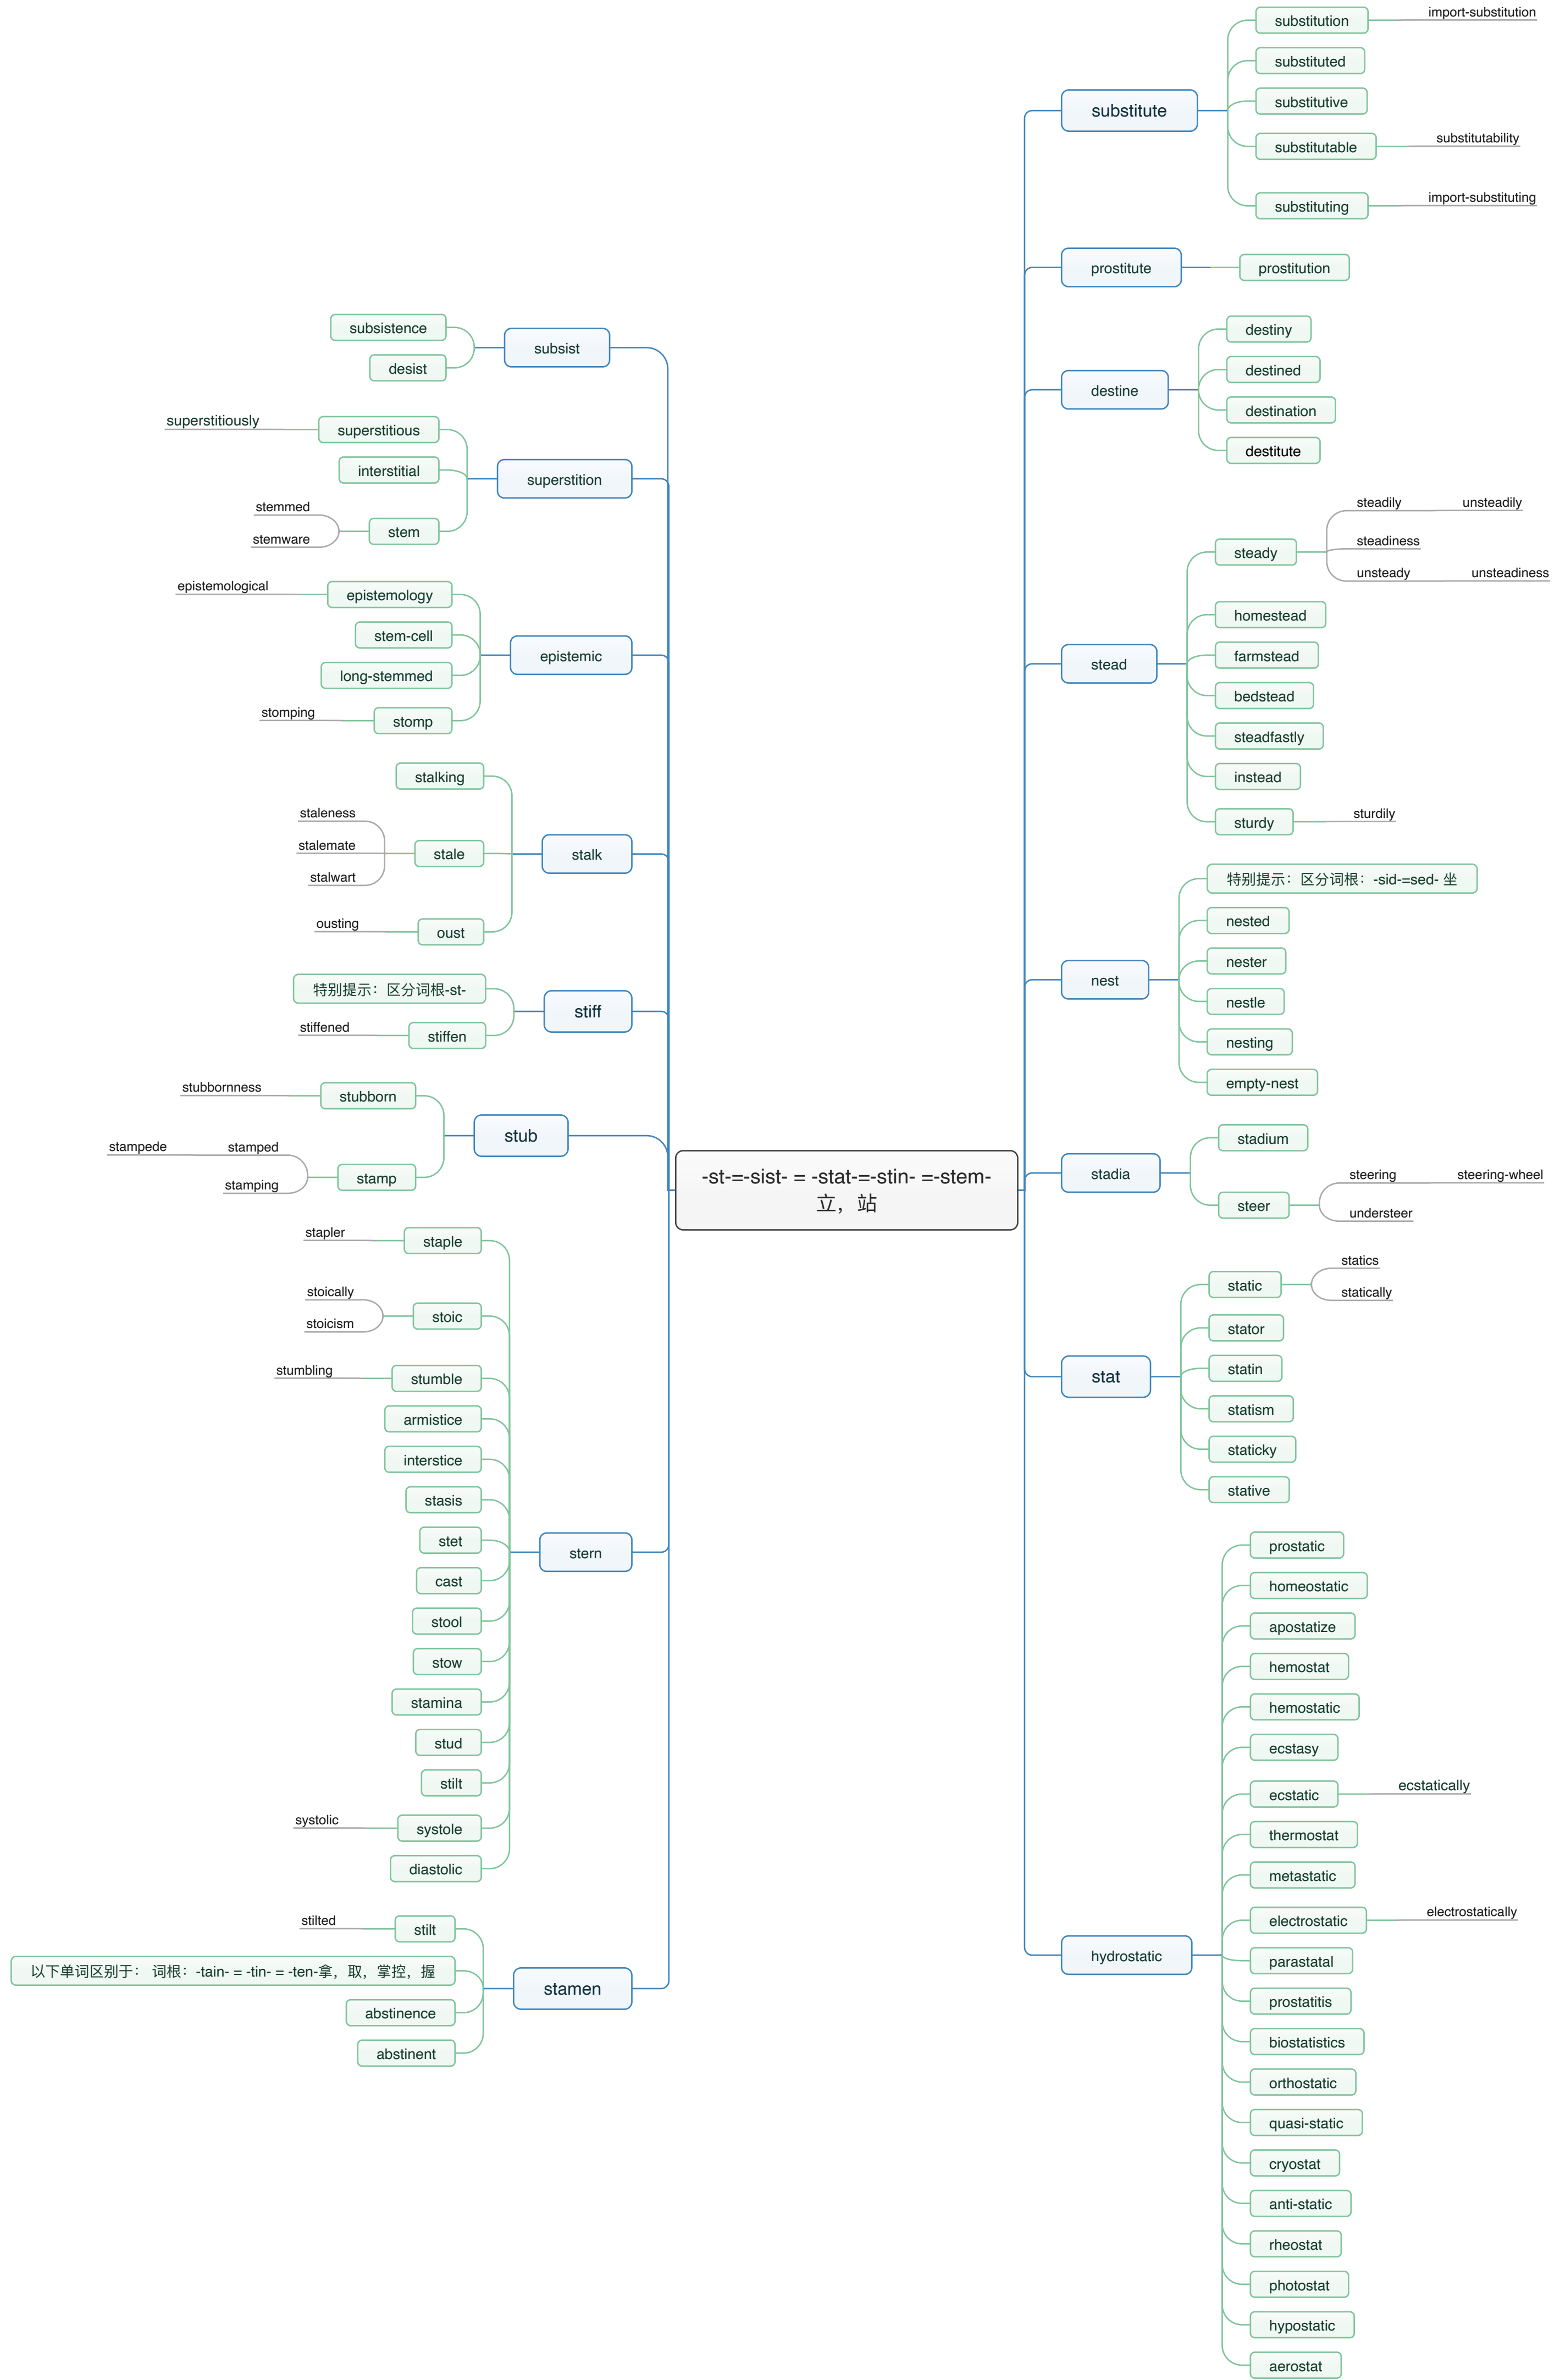 -st-=-sist- = -stat-=-stin- =-stem-
立，站
substitute
substitution
import-substitution
substituted
substitutive
substitutable
substitutability
substituting
import-substituting
prostitute
prostitution
destine
destiny
destined
destination
destitute
stead
steady
steadily
unsteadily
steadiness
unsteady
unsteadiness
homestead
farmstead
bedstead
steadfastly
instead
sturdy
sturdily
nest
特别提示：区分词根：-sid-=sed- 坐
nested
nester
nestle
nesting
empty-nest
stadia
stadium
steer
steering
steering-wheel
understeer
stat
static
statics
statically
stator
statin
statism
staticky
stative
hydrostatic
prostatic
homeostatic
apostatize
hemostat
hemostatic
ecstasy
ecstatic
ecstatically
thermostat
metastatic
electrostatic
electrostatically
parastatal
prostatitis
biostatistics
orthostatic
quasi-static
cryostat
anti-static
rheostat
photostat
hypostatic
aerostat
subsist
subsistence
desist
superstition
superstitious
superstitiously
interstitial
stem
stemmed
stemware
epistemic
epistemology
epistemological
stem-cell
long-stemmed
stomp
stomping
stalk
stalking
stale
staleness
stalemate
stalwart
oust
ousting
stiff
特别提示：区分词根-st-
stiffen
stiffened
stub
stubborn
stubbornness
stamp
stamped
stampede
stamping
stern
staple
stapler
stoic
stoically
stoicism
stumble
stumbling
armistice
interstice
stasis
stet
cast
stool
stow
stamina
stud
stilt
systole
systolic
diastolic
stamen
stilt
stilted
以下单词区别于： 词根：-tain- = -tin- = -ten-拿，取，掌控，握
abstinence
abstinent